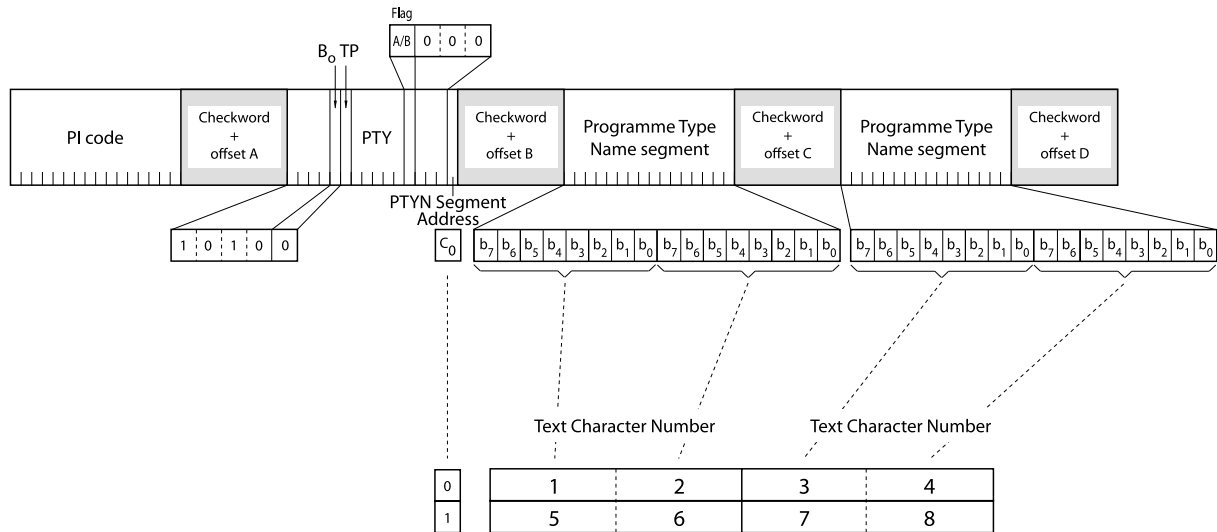 Flag
A/B 0 0 0
B₀ TP
PI code
Checkword + offset A
PTY
Checkword + offset B
Programme Type Name segment
Checkword + offset C
Programme Type Name segment
Checkword + offset D
PTYN Segment Address
1 0 1 0 0
C₀
b₇ b₆ b₅ b₄ b₃ b₂ b₁ b₀ b₇ b₆ b₅ b₄ b₃ b₂ b₁ b₀
b₇ b₆ b₅ b₄ b₃ b₂ b₁ b₀ b₇ b₆ b₅ b₄ b₃ b₂ b₁ b₀
Text Character Number
Text Character Number
0 1 2 3 4
1 5 6 7 8